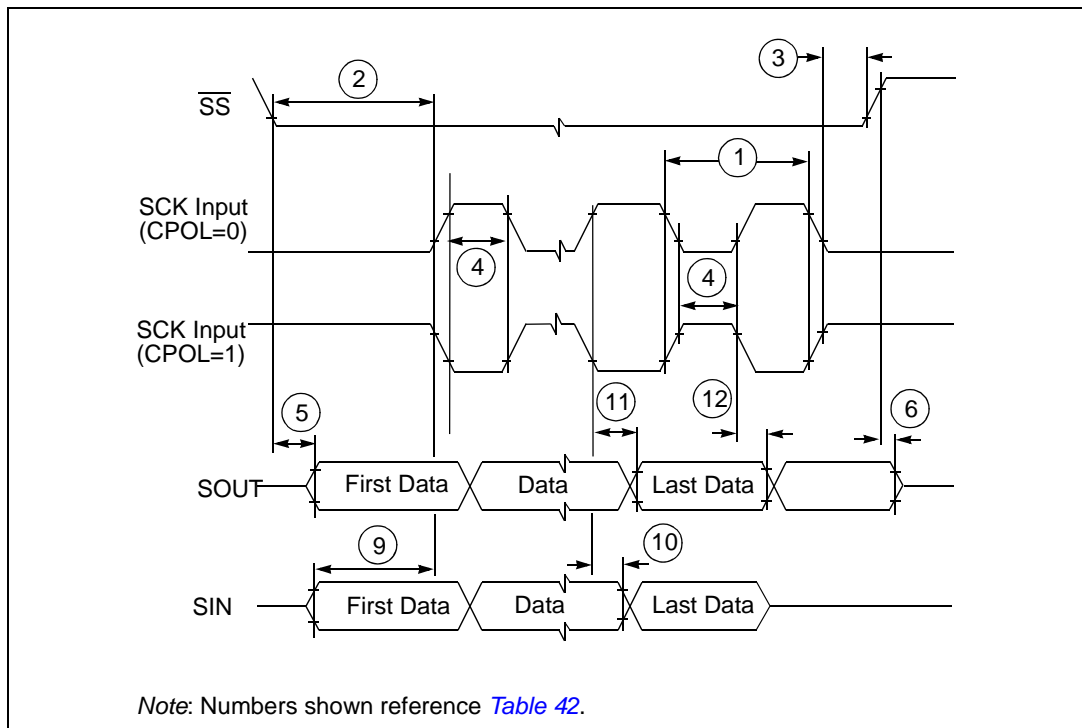 3
2
SS
1
SCK Input
(CPOL=0)
4
4
SCK Input
(CPOL=1)
5
11
12
6
SOUT
First Data
Data
Last Data
9
10
SIN
First Data
Data
Last Data
Note: Numbers shown reference Table 42.